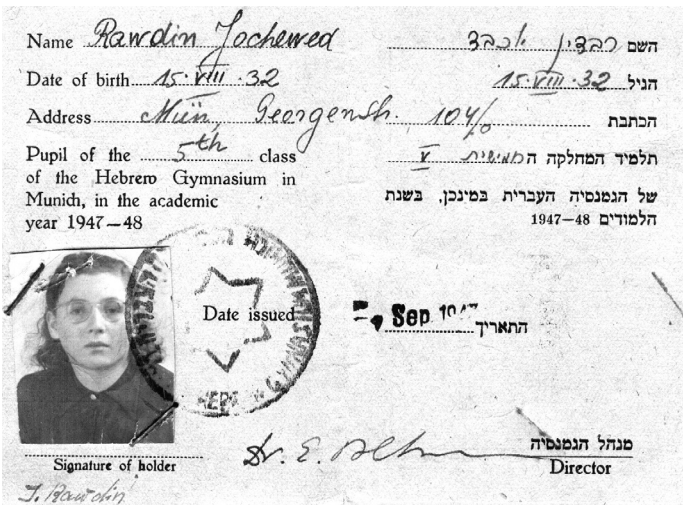 Name Rawdin Jochewed
השם רבדין יוכבד
Date of birth 15.VIII.32
הגיל 15.VIII.32
Address Georgenstr. 104/0
הכתבת
Pupil of the 5th class
תלמיד המחלקה החמישית V
of the Hebrew Gymnasium in
Munich, in the academic
year 1947—48
של הגמנסיה העברית במינכן, בשנת
הלמודים 1947—48
Date issued
Sep 1947
התאריך
מנהל הגמנסיה
Dr. E.
Director
Signature of holder
J. Rawdin